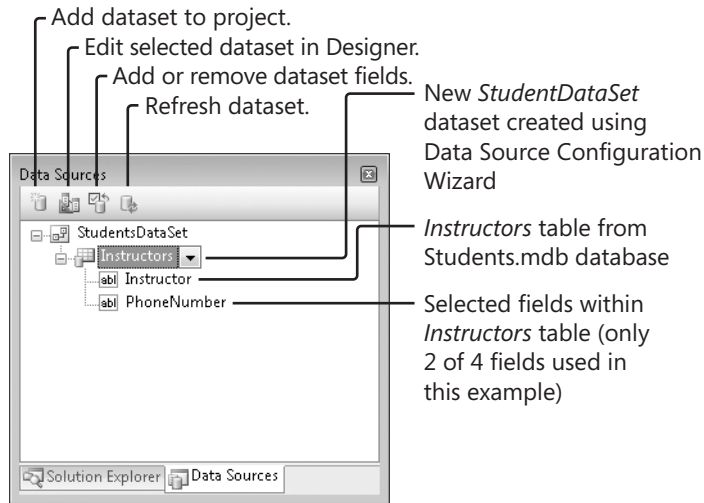 Add dataset to project.
Edit selected dataset in Designer.
Add or remove dataset fields.
Refresh dataset.
New StudentDataSet
dataset created using
Data Source Configuration
Wizard
Instructors table from
Students.mdb database
Selected fields within
Instructors table (only
2 of 4 fields used in
this example)
Data Sources
StudentsDataSet
Instructors
abl Instructor
abl PhoneNumber
Solution Explorer Data Sources